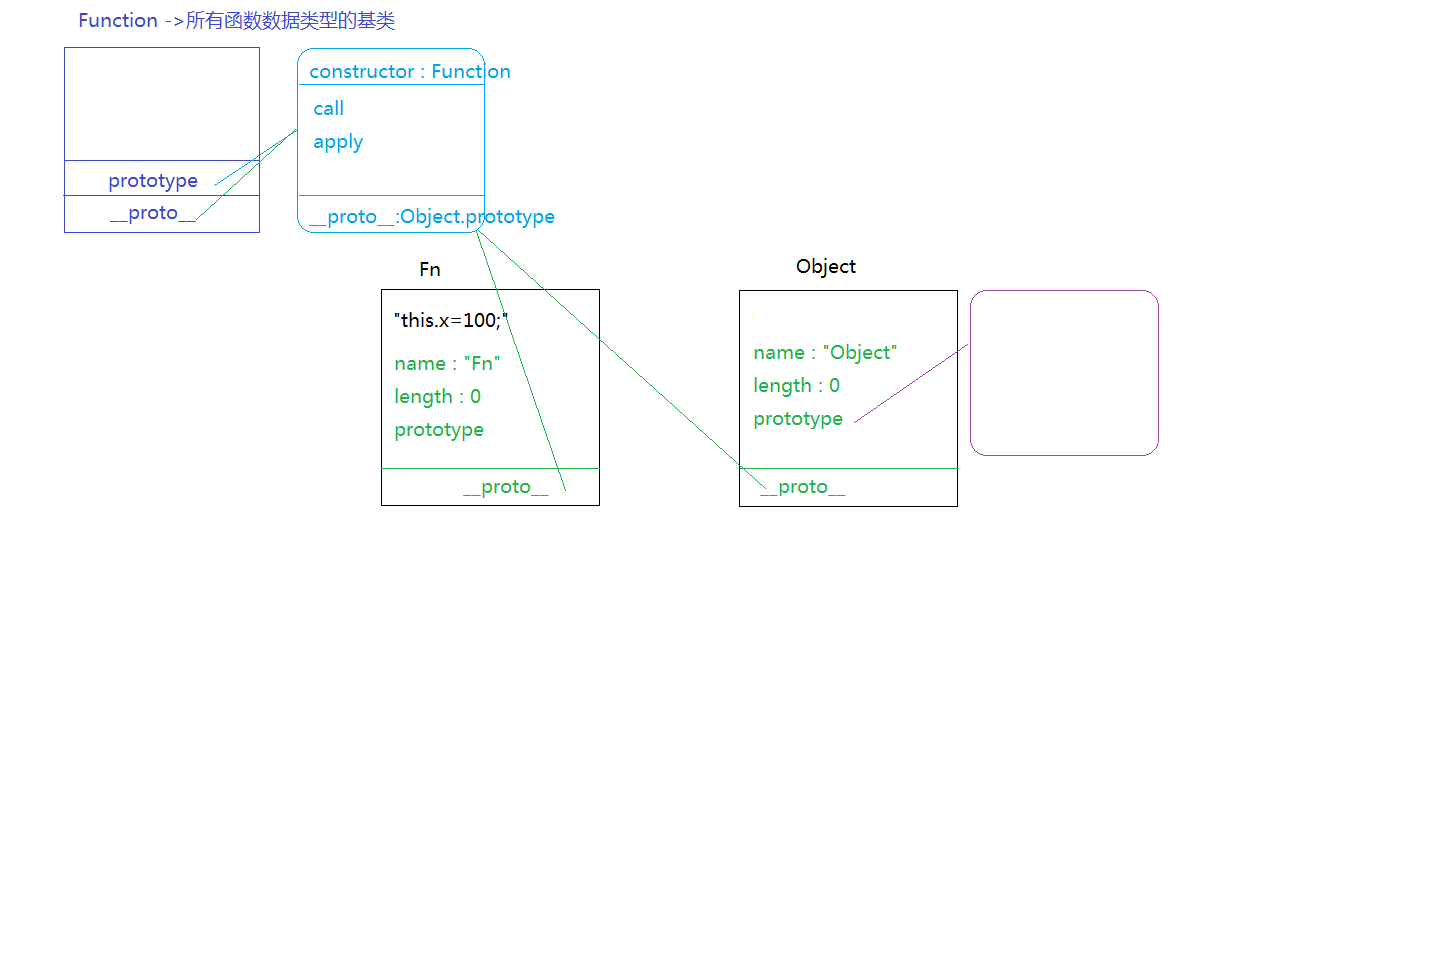 Function ->所有函数数据类型的基类
constructor : Function
call
apply
prototype
__proto__
__proto__:Object.prototype
Fn
"this.x=100;"
name : "Fn"
length : 0
prototype
__proto__
Object
name : "Object"
length : 0
prototype
__proto__